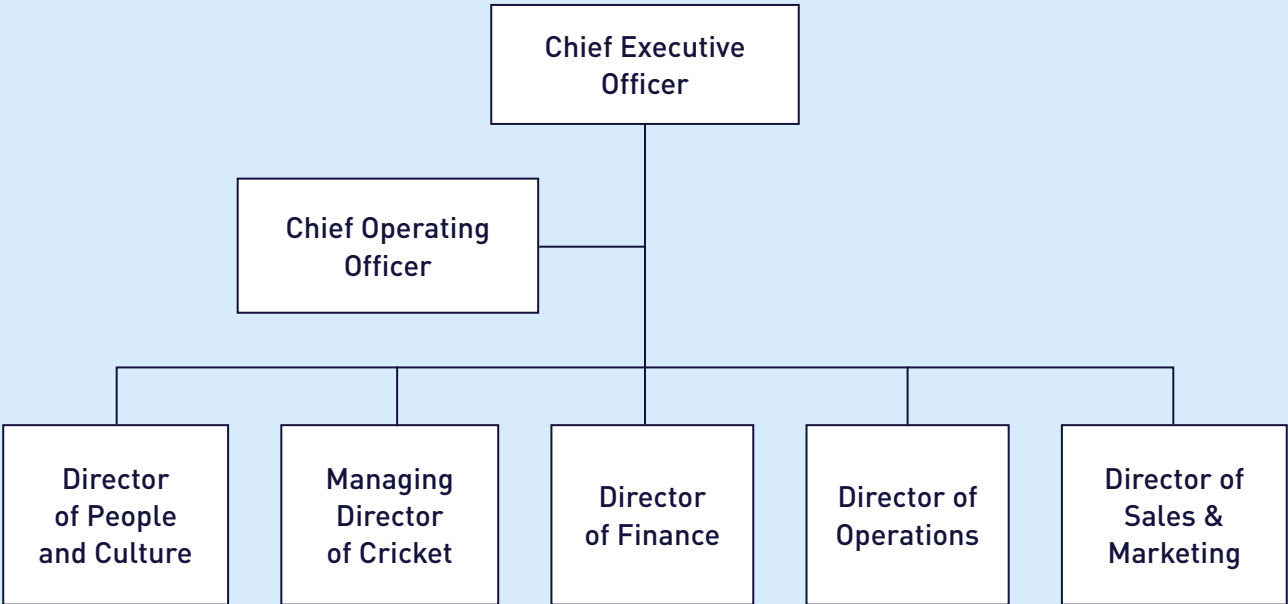 Chief Executive
Officer
Chief Operating
Officer
Director
of People
and Culture
Managing
Director
of Cricket
Director
of Finance
Director of
Operations
Director of
Sales &
Marketing